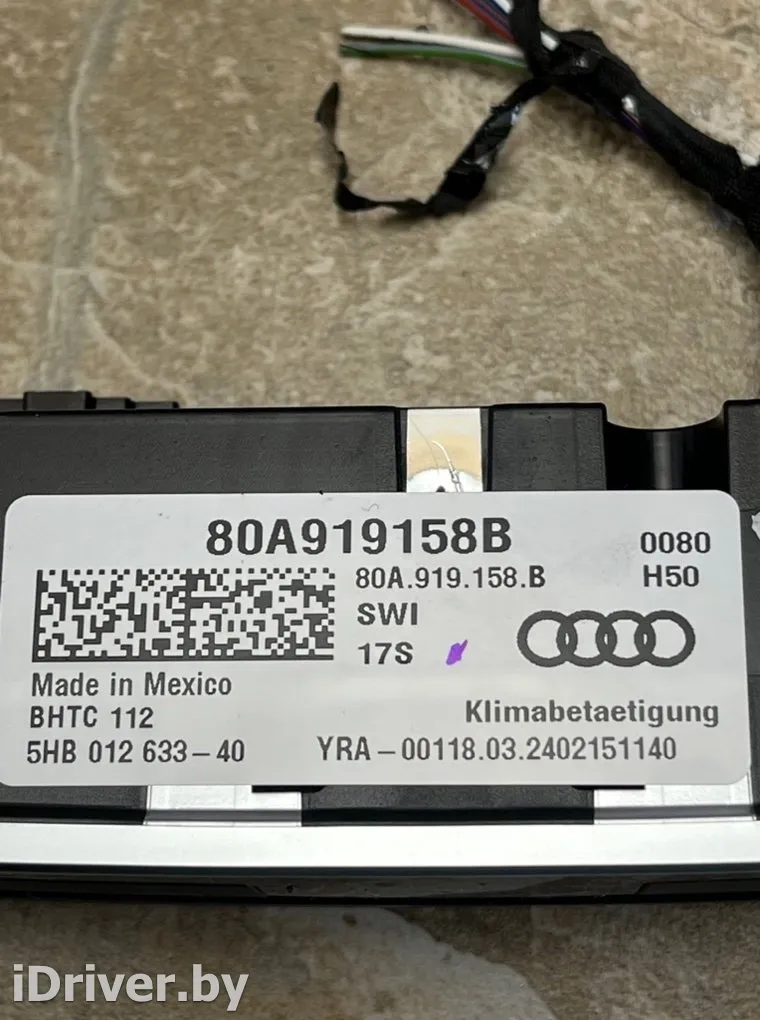 80A919158B
0080
80A.919.158.B
H50
SWI
17S
Made in Mexico
BHTC 112
Klimabetaetigung
5HB 012 633-40
YRA-00118.03.2402151140
iDriver.by